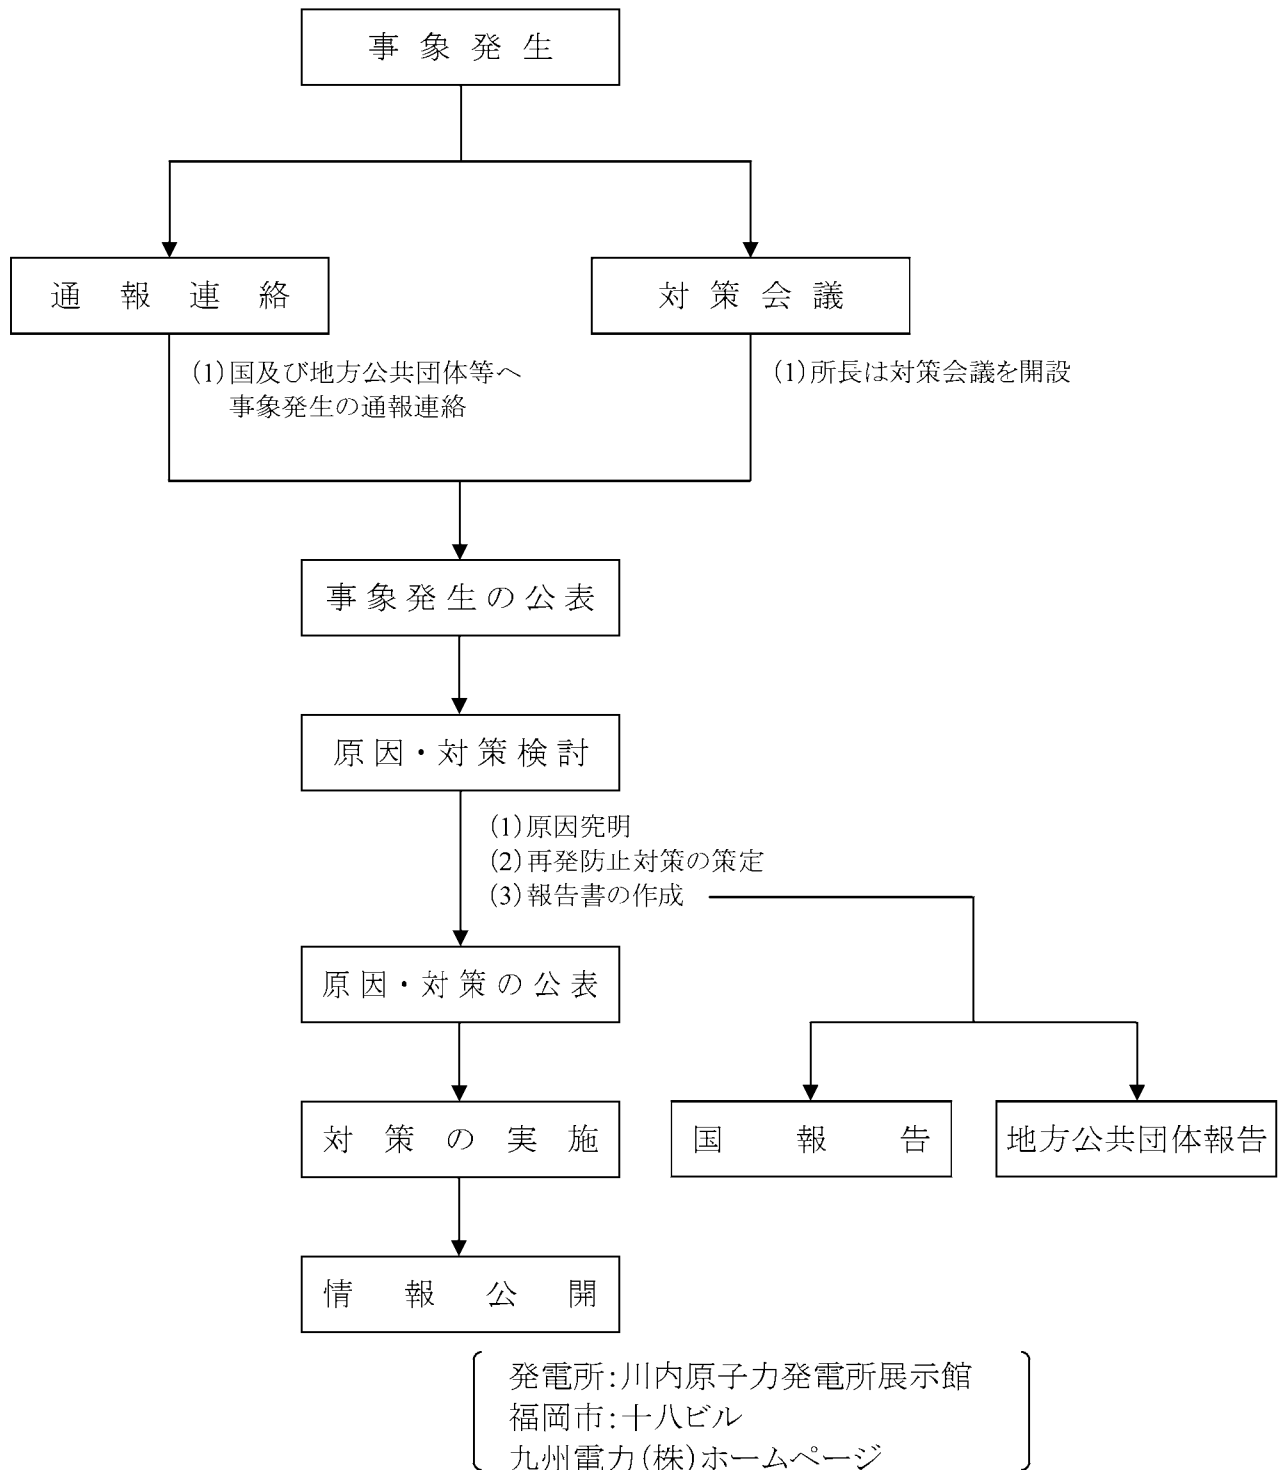 事象発生
通報連絡
対策会議
(1)国及び地方公共団体等へ
事象発生の通報連絡
(1)所長は対策会議を開設
事象発生の公表
原因・対策検討
(1)原因究明
(2)再発防止対策の策定
(3)報告書の作成
原因・対策の公表
対策の実施
国報告
地方公共団体報告
情報公開
発電所:川内原子力発電所展示館
福岡市:十八ビル
九州電力(株)ホームページ